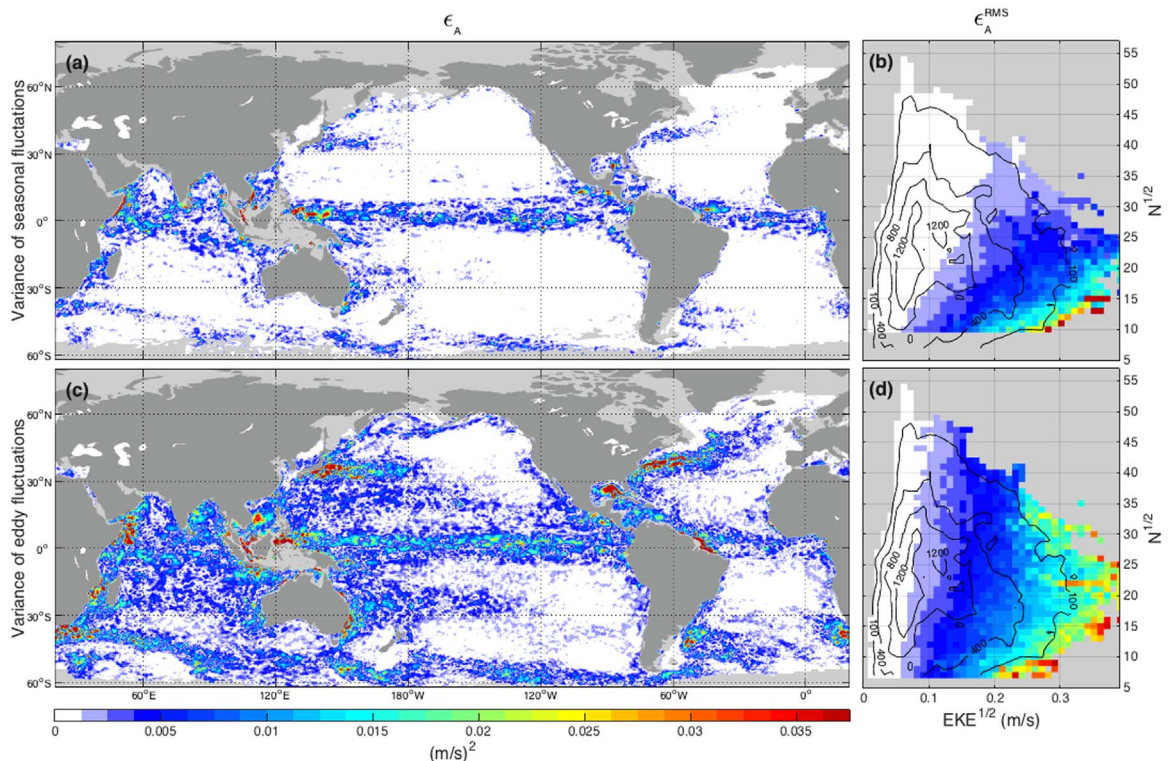 ϵ_A
ϵ_A^RMS
Variance of seasonal fluctations
(a)
60°N
30°N
0°
30°S
60°S
(b)
55
50
45
40
35
30
25
20
15
10
5
N^1/2
800
1200
1200
100
400
0
400
100
Variance of eddy fluctuations
(c)
60°N
30°N
0°
30°S
60°S
60°E
120°E
180°W
120°W
60°W
0°
(d)
55
50
45
40
35
30
25
20
15
10
5
N^1/2
800
1200
1200
100
400
0
400
100
0 0.1 0.2 0.3
EKE^1/2 (m/s)
0 0.005 0.01 0.015 0.02 0.025 0.03 0.035
(m/s)^2